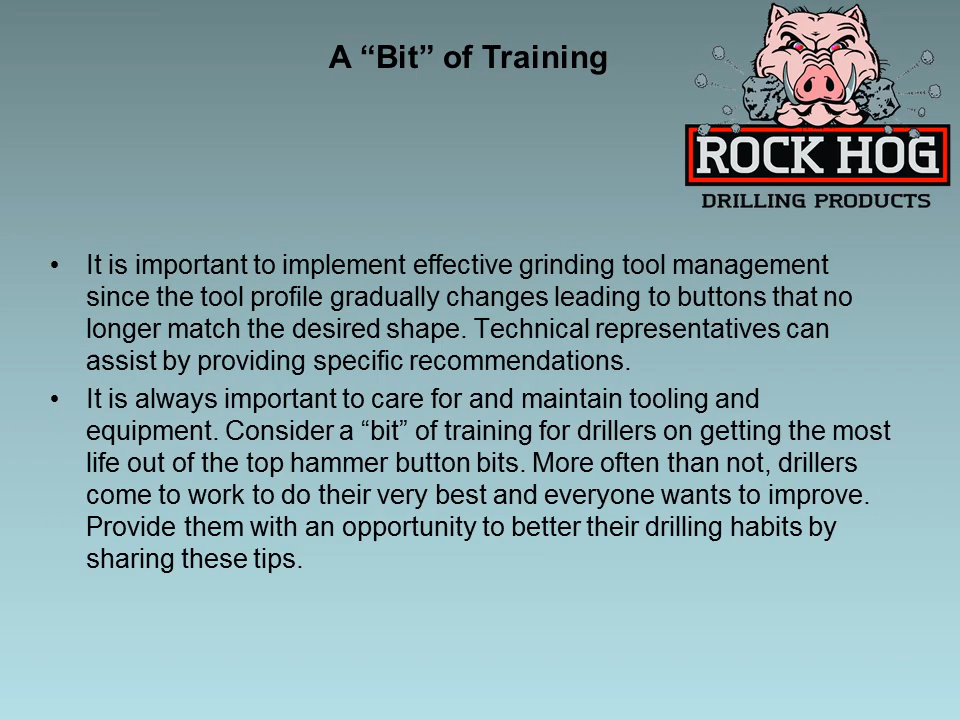 A “Bit” of Training
ROCK HOG
DRILLING PRODUCTS
• It is important to implement effective grinding tool management
since the tool profile gradually changes leading to buttons that no
longer match the desired shape. Technical representatives can
assist by providing specific recommendations.
• It is always important to care for and maintain tooling and
equipment. Consider a “bit” of training for drillers on getting the most
life out of the top hammer button bits. More often than not, drillers
come to work to do their very best and everyone wants to improve.
Provide them with an opportunity to better their drilling habits by
sharing these tips.